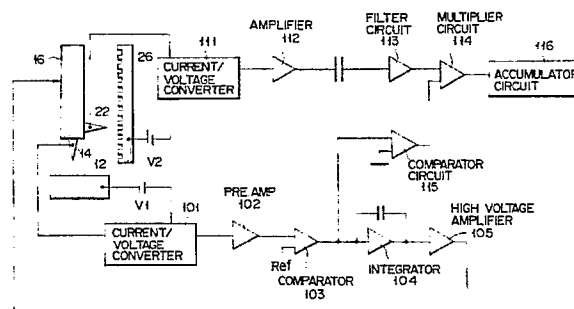 16
26
111
CURRENT/
VOLTAGE
CONVERTER
AMPLIFIER
112
FILTER
CIRCUIT
113
MULTIPLIER
CIRCUIT
114
116
ACCUMULATOR
CIRCUIT
22
14
12
V2
V1
101
CURRENT/
VOLTAGE
CONVERTER
PRE AMP
102
Ref
COMPARATOR
103
COMPARATOR
CIRCUIT
115
INTEGRATOR
104
HIGH VOLTAGE
AMPLIFIER
105